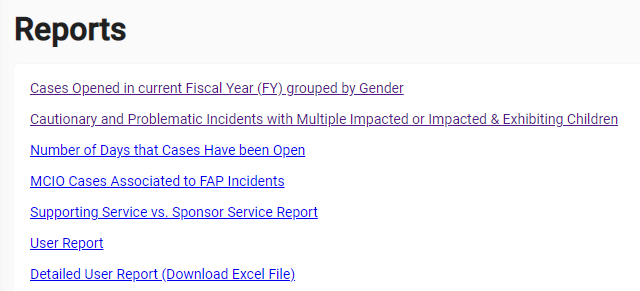 Reports
Cases Opened in current Fiscal Year (FY) grouped by Gender
Cautionary and Problematic Incidents with Multiple Impacted or Impacted & Exhibiting Children
Number of Days that Cases Have been Open
MCIO Cases Associated to FAP Incidents
Supporting Service vs. Sponsor Service Report
User Report
Detailed User Report (Download Excel File)